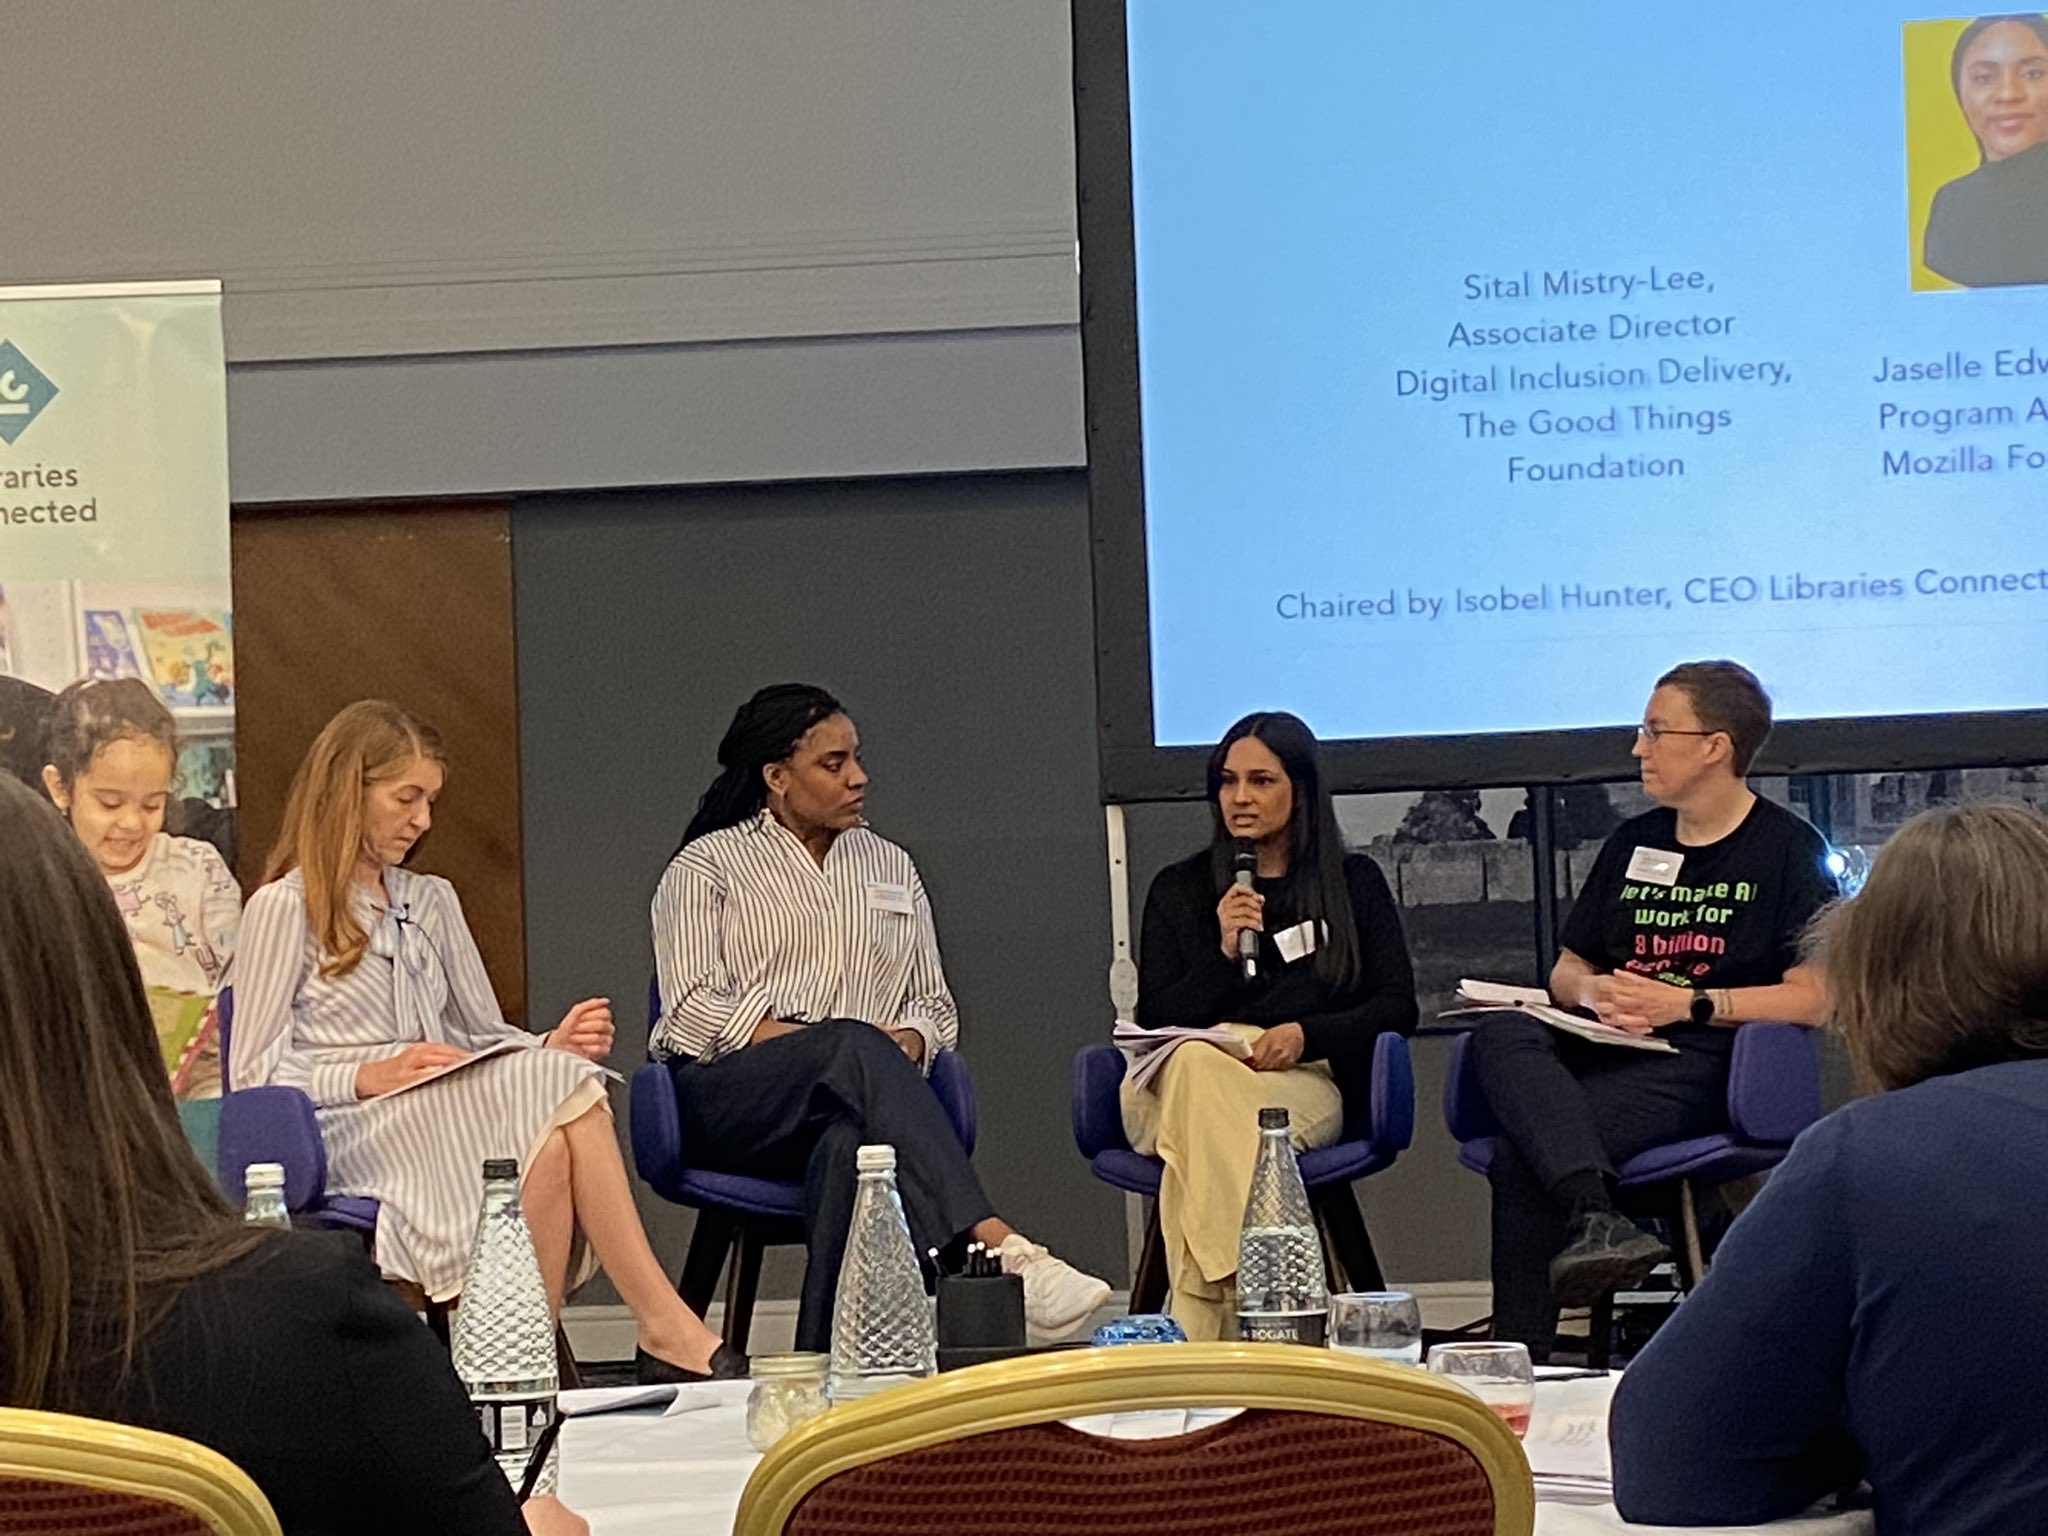 Sital Mistry-Lee,
Associate Director
Digital Inclusion Delivery,
The Good Things
Foundation
Jaselle Edw
Program A
Mozilla Fo
Chaired by Isobel Hunter, CEO Libraries Connect
raries
nected
let's make AI
work for
8 billion
ROGATE